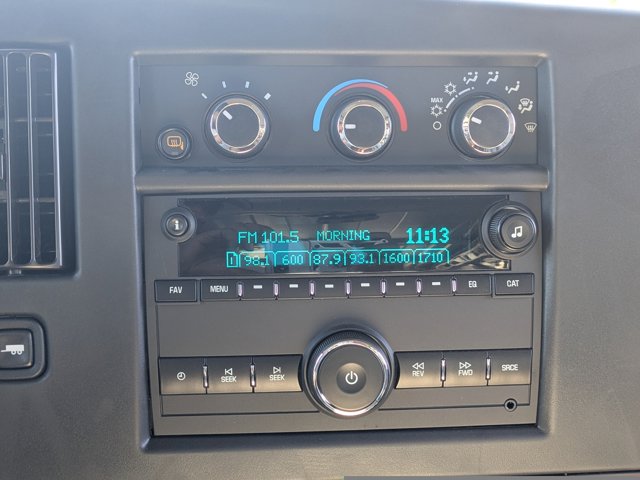 MAX
FM 101.5 MORNING 11:13
1 98.1 600 87.9 93.1 1600 1710
FAV MENU EQ CAT
SEEK SEEK REV FWD SRCE